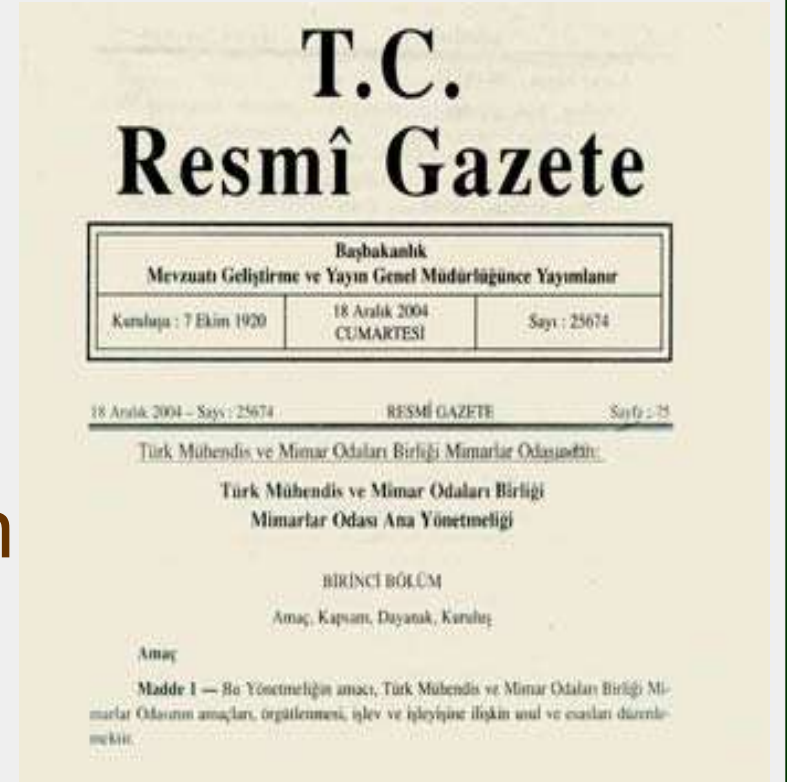 T.C.
Resmî Gazete
Başbakanlık
Mevzuatı Geliştirme ve Yayın Genel Müdürlüğünce Yayımlanır
Kuruluşu : 7 Ekim 1920
18 Aralık 2004
CUMARTESİ
Sayı : 25674
18 Aralık 2004 – Sayı : 25674 RESMÎ GAZETE Sayfa : 75
Türk Mühendis ve Mimar Odaları Birliği Mimarlar Odasından:
Türk Mühendis ve Mimar Odaları Birliği
Mimarlar Odası Ana Yönetmeliği
n
BİRİNCİ BÖLÜM
Amaç, Kapsam, Dayanak, Kuruluş
Amaç
Madde 1 — Bu Yönetmeliğin amacı, Türk Mühendis ve Mimar Odaları Birliği Mi-
marlar Odasının amaçları, örgütlenmesi, işlev ve işleyişine ilişkin usul ve esasları düzenle-
mektir.